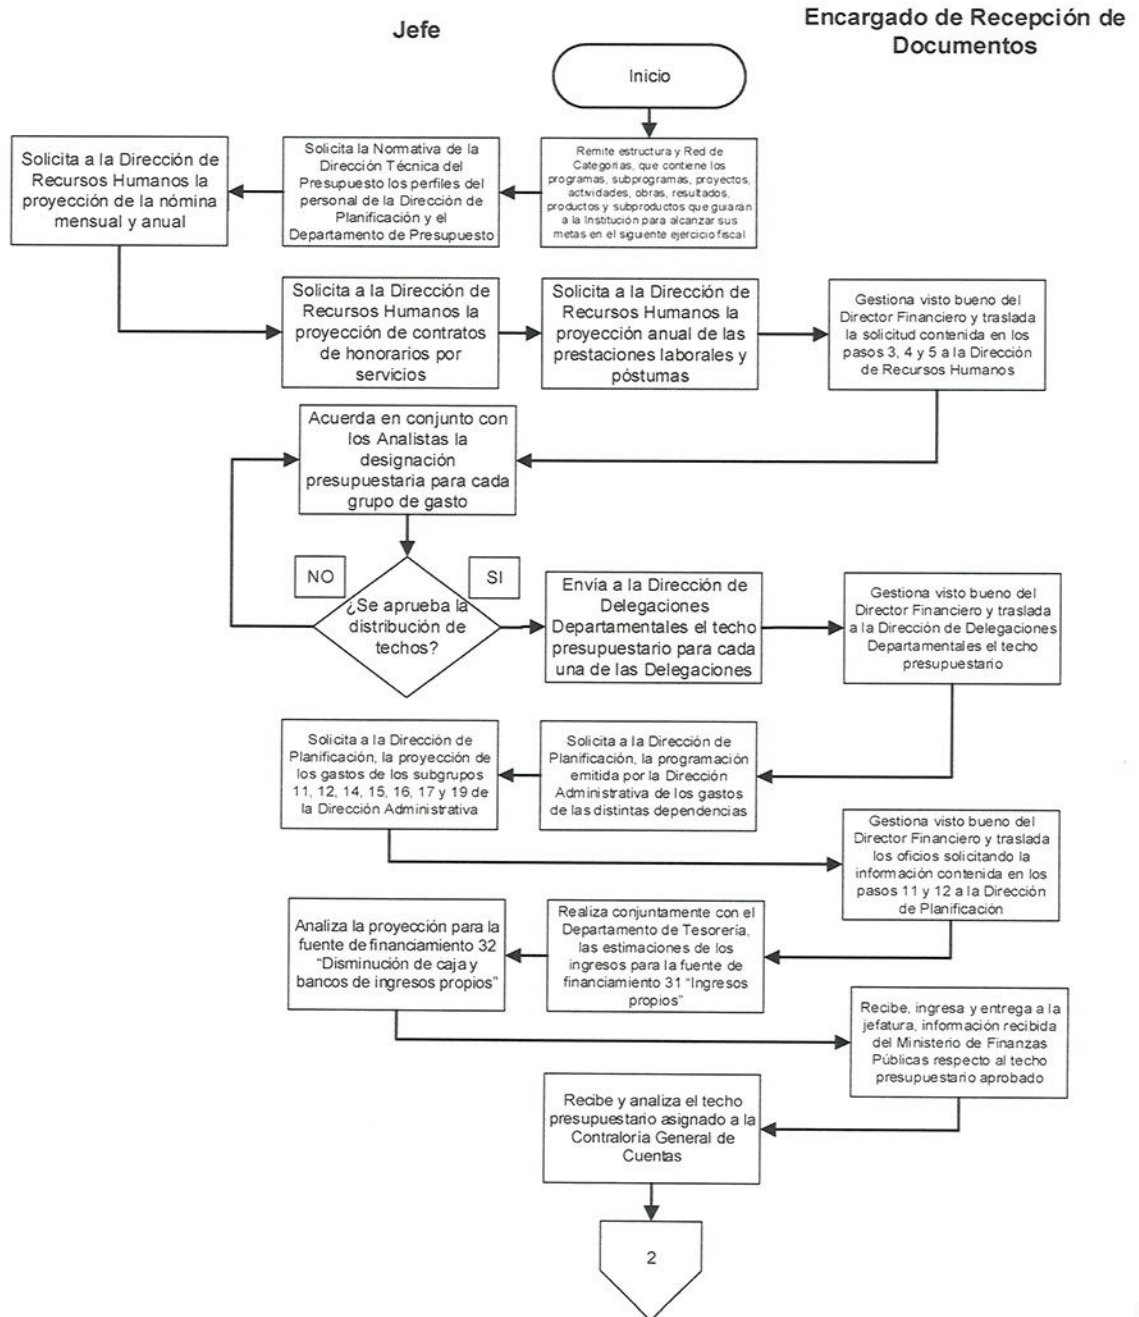 Jefe
Encargado de Recepción de
Documentos
Inicio
Remite estructura y Red de
Categorías, que contiene los
programas, subprogramas, proyectos,
actividades, obras, resultados,
productos y subproductos que guiarán
a la Institución para alcanzar sus
metas en el siguiente ejercicio fiscal
Solicita la Normativa de la
Dirección Técnica del
Presupuesto los perfiles del
personal de la Dirección de
Planificación y el
Departamento de Presupuesto
Solicita a la Dirección de
Recursos Humanos la
proyección de la nómina
mensual y anual
Solicita a la Dirección de
Recursos Humanos la
proyección de contratos
de honorarios por
servicios
Solicita a la Dirección de
Recursos Humanos la
proyección anual de las
prestaciones laborales y
póstumas
Gestiona visto bueno del
Director Financiero y traslada
la solicitud contenida en los
pasos 3, 4 y 5 a la Dirección
de Recursos Humanos
Acuerda en conjunto con
los Analistas la
designación
presupuestaria para cada
grupo de gasto
NO
SI
¿Se aprueba la
distribución de
techos?
Envía a la Dirección de
Delegaciones
Departamentales el techo
presupuestario para cada
una de las Delegaciones
Gestiona visto bueno del
Director Financiero y traslada
a la Dirección de Delegaciones
Departamentales el techo
presupuestario
Solicita a la Dirección de
Planificación, la programación
emitida por la Dirección
Administrativa de los gastos
de las distintas dependencias
Solicita a la Dirección de
Planificación, la proyección de
los gastos de los subgrupos
11, 12, 14, 15, 16, 17 y 19 de
la Dirección Administrativa
Gestiona visto bueno del
Director Financiero y traslada
los oficios solicitando la
información contenida en los
pasos 11 y 12 a la Dirección
de Planificación
Realiza conjuntamente con el
Departamento de Tesorería,
las estimaciones de los
ingresos para la fuente de
financiamiento 31 “Ingresos
propios”
Analiza la proyección para la
fuente de financiamiento 32
“Disminución de caja y
bancos de ingresos propios”
Recibe, ingresa y entrega a la
jefatura, información recibida
del Ministerio de Finanzas
Públicas respecto al techo
presupuestario aprobado
Recibe y analiza el techo
presupuestario asignado a la
Contraloría General de
Cuentas
2